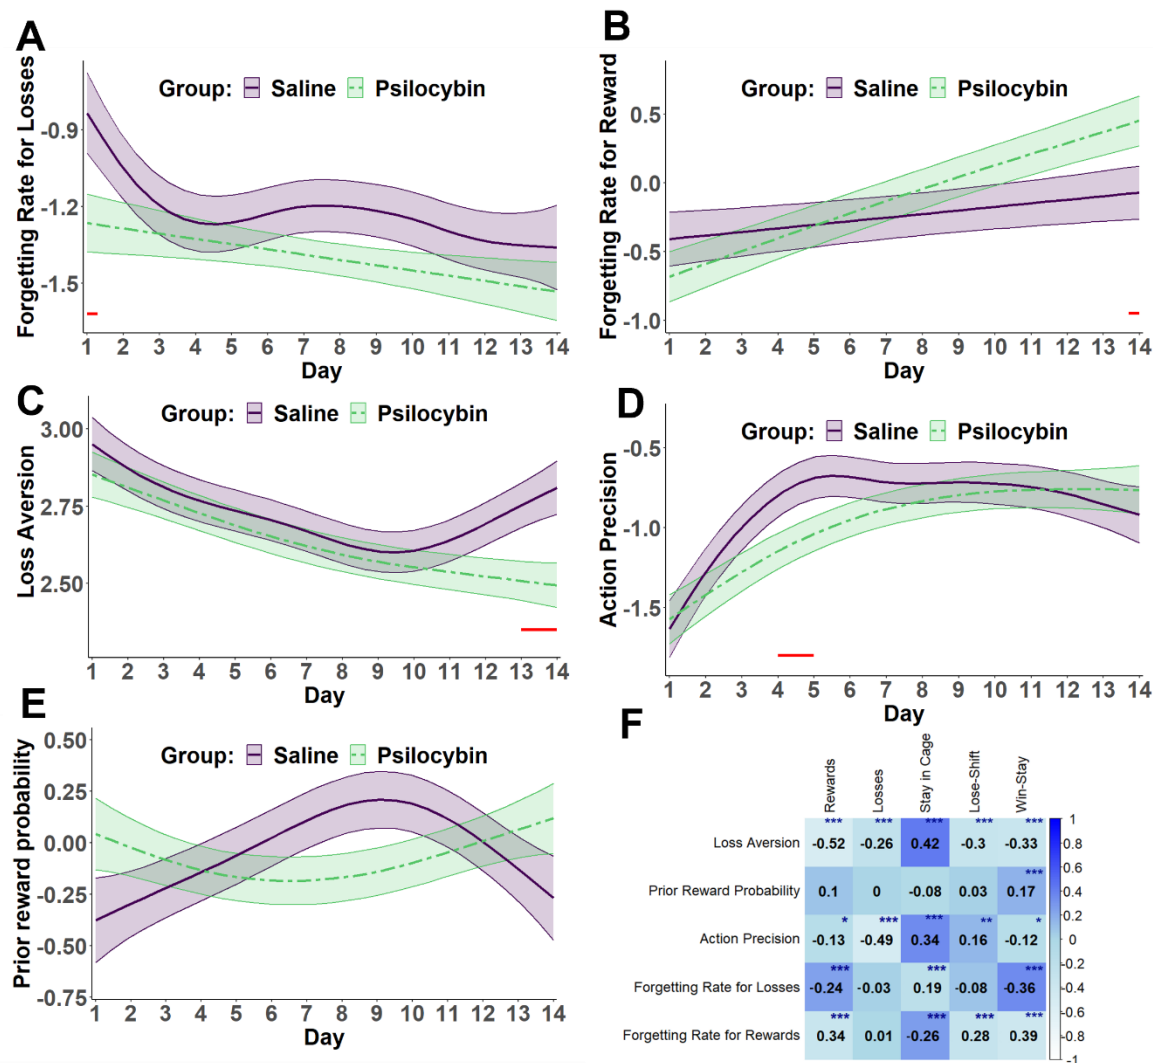 A
Forgetting Rate for Losses
Group: Saline Psilocybin
-0.9
-1.2
-1.5
1 2 3 4 5 6 7 8 9 10 11 12 13 14
Day
B
Forgetting Rate for Reward
Group: Saline Psilocybin
0.5
0.0
-0.5
-1.0
1 2 3 4 5 6 7 8 9 10 11 12 13 14
Day
C
Loss Aversion
Group: Saline Psilocybin
3.00
2.75
2.50
1 2 3 4 5 6 7 8 9 10 11 12 13 14
Day
D
Action Precision
Group: Saline Psilocybin
-0.5
-1.0
-1.5
1 2 3 4 5 6 7 8 9 10 11 12 13 14
Day
E
Prior reward probability
Group: Saline Psilocybin
0.50
0.25
0.00
-0.25
-0.50
-0.75
1 2 3 4 5 6 7 8 9 10 11 12 13 14
Day
F
Rewards
Losses
Stay in Cage
Lose-Shift
Win-Stay
*** *** *** *** ***
Loss Aversion -0.52 -0.26 0.42 -0.3 -0.33
***
Prior Reward Probability 0.1 0 -0.08 0.03 0.17
* *** *** ** *
Action Precision -0.13 -0.49 0.34 0.16 -0.12
*** *** ***
Forgetting Rate for Losses -0.24 -0.03 0.19 -0.08 -0.36
*** *** *** ***
Forgetting Rate for Rewards 0.34 0.01 -0.26 0.28 0.39
1
0.8
0.6
0.4
0.2
0
-0.2
-0.4
-0.6
-0.8
-1